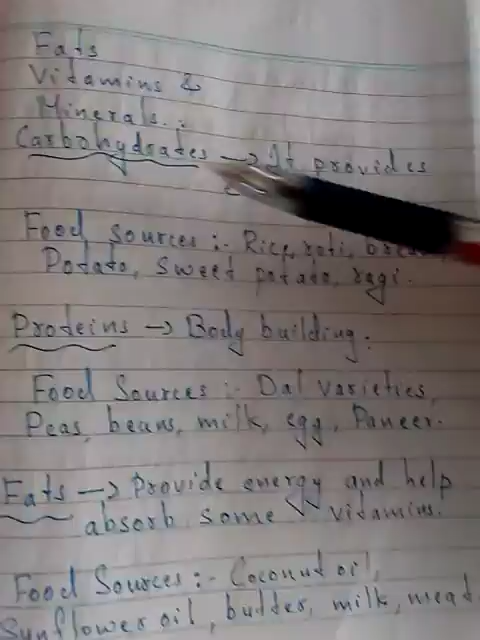 Fats
Vitamins &
Minerals.
Carbohydrates → It provides
Food sources :- Rice, roti,
Potato, sweet potato, ragi.
Proteins → Body building.
Food Sources :- Dal varieties,
Peas, beans, milk, egg, Paneer.
Fats → Provide energy and help
absorb some vitamins.
Food Sources :- Coconut oil,
Sunflower oil, butter, milk, meat